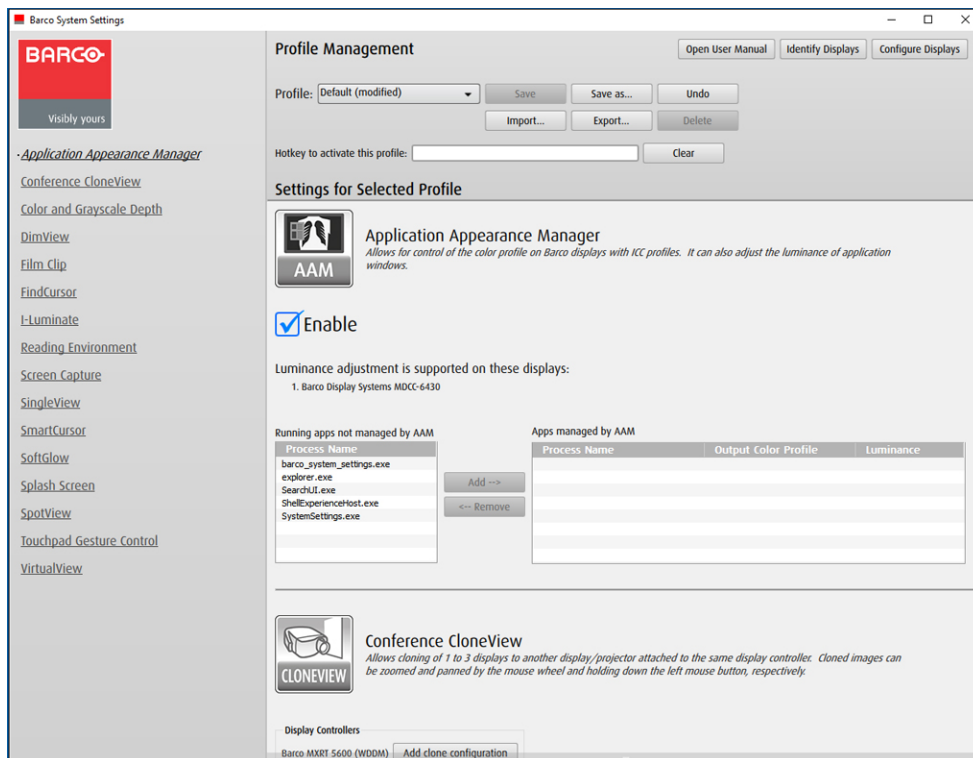 Barco System Settings
BARCO
Visibly yours
Application Appearance Manager
Conference CloneView
Color and Grayscale Depth
DimView
Film Clip
FindCursor
I-Luminate
Reading Environment
Screen Capture
SingleView
SmartCursor
SoftGlow
Splash Screen
SpotView
Touchpad Gesture Control
VirtualView
Profile Management
Open User Manual Identify Displays Configure Displays
Profile: Default (modified) Save Save as... Undo
Import... Export... Delete
Hotkey to activate this profile: Clear
Settings for Selected Profile
AAM
Application Appearance Manager
Allows for control of the color profile on Barco displays with ICC profiles. It can also adjust the luminance of application
windows.
Enable
Luminance adjustment is supported on these displays:
1. Barco Display Systems MDCC-6430
Running apps not managed by AAM
Process Name
barco_system_settings.exe
explorer.exe
SearchUI.exe
ShellExperienceHost.exe
SystemSettings.exe
Add -->
<-- Remove
Apps managed by AAM
Process Name Output Color Profile Luminance
CLONEVIEW
Conference CloneView
Allows cloning of 1 to 3 displays to another display/projector attached to the same display controller. Cloned images can
be zoomed and panned by the mouse wheel and holding down the left mouse button, respectively.
Display Controllers
Barco MXRT 5600 (WDDM) Add clone configuration